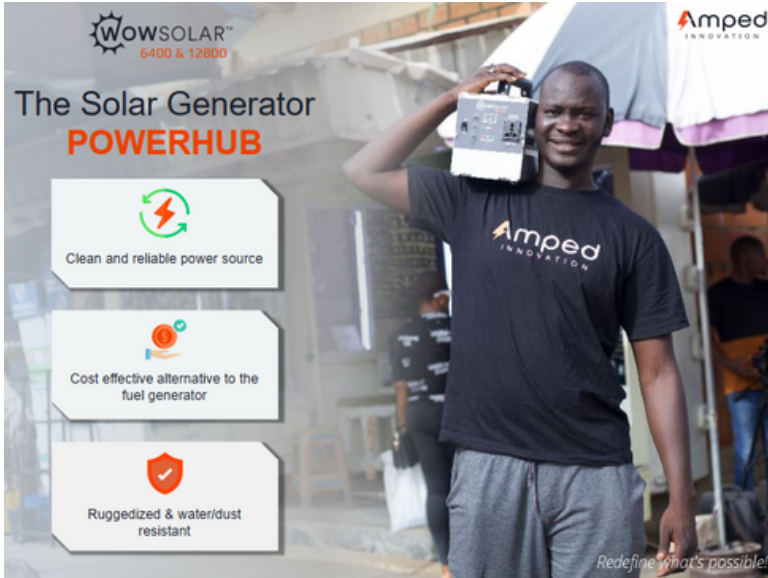 WOWSOLAR™
6400 & 12800
Amped
INNOVATION
The Solar Generator
POWERHUB
Clean and reliable power source
Cost effective alternative to the
fuel generator
Ruggedized & water/dust
resistant
WOWSOLAR
Amped
INNOVATION
Redefine what's possible!